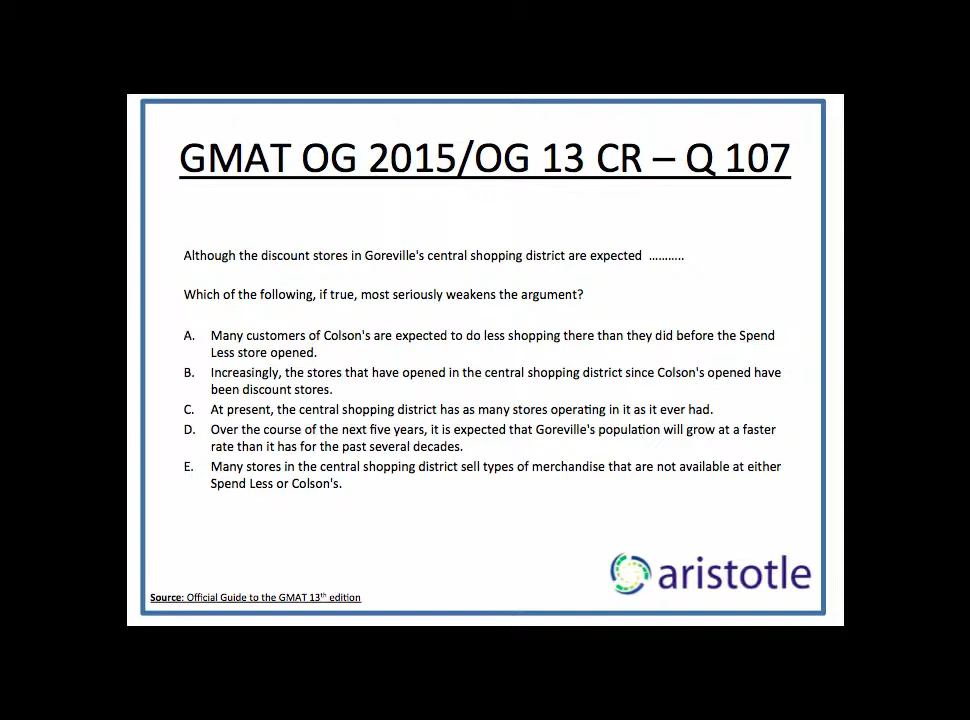 GMAT OG 2015/OG 13 CR – Q 107
Although the discount stores in Goreville's central shopping district are expected ...........
Which of the following, if true, most seriously weakens the argument?
A. Many customers of Colson's are expected to do less shopping there than they did before the Spend
Less store opened.
B. Increasingly, the stores that have opened in the central shopping district since Colson's opened have
been discount stores.
C. At present, the central shopping district has as many stores operating in it as it ever had.
D. Over the course of the next five years, it is expected that Goreville's population will grow at a faster
rate than it has for the past several decades.
E. Many stores in the central shopping district sell types of merchandise that are not available at either
Spend Less or Colson's.
aristotle
Source: Official Guide to the GMAT 13th edition